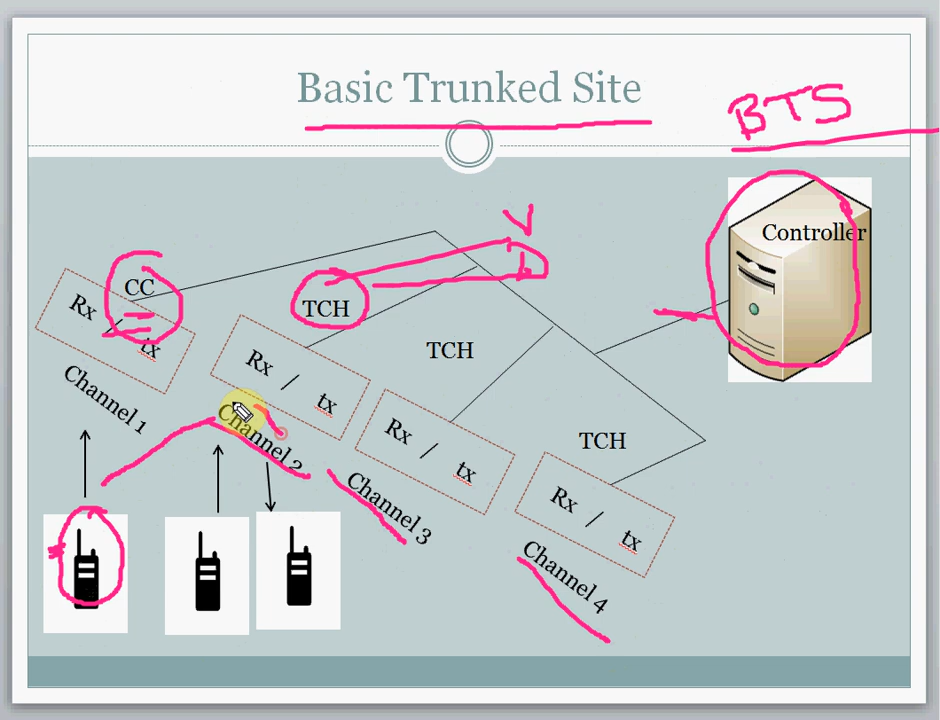 Basic Trunked Site
BTS
Controller
V
D
CC
TCH
TCH
TCH
Rx / tx
Channel 1
Rx / tx
Channel 2
Rx / tx
Channel 3
Rx / tx
Channel 4